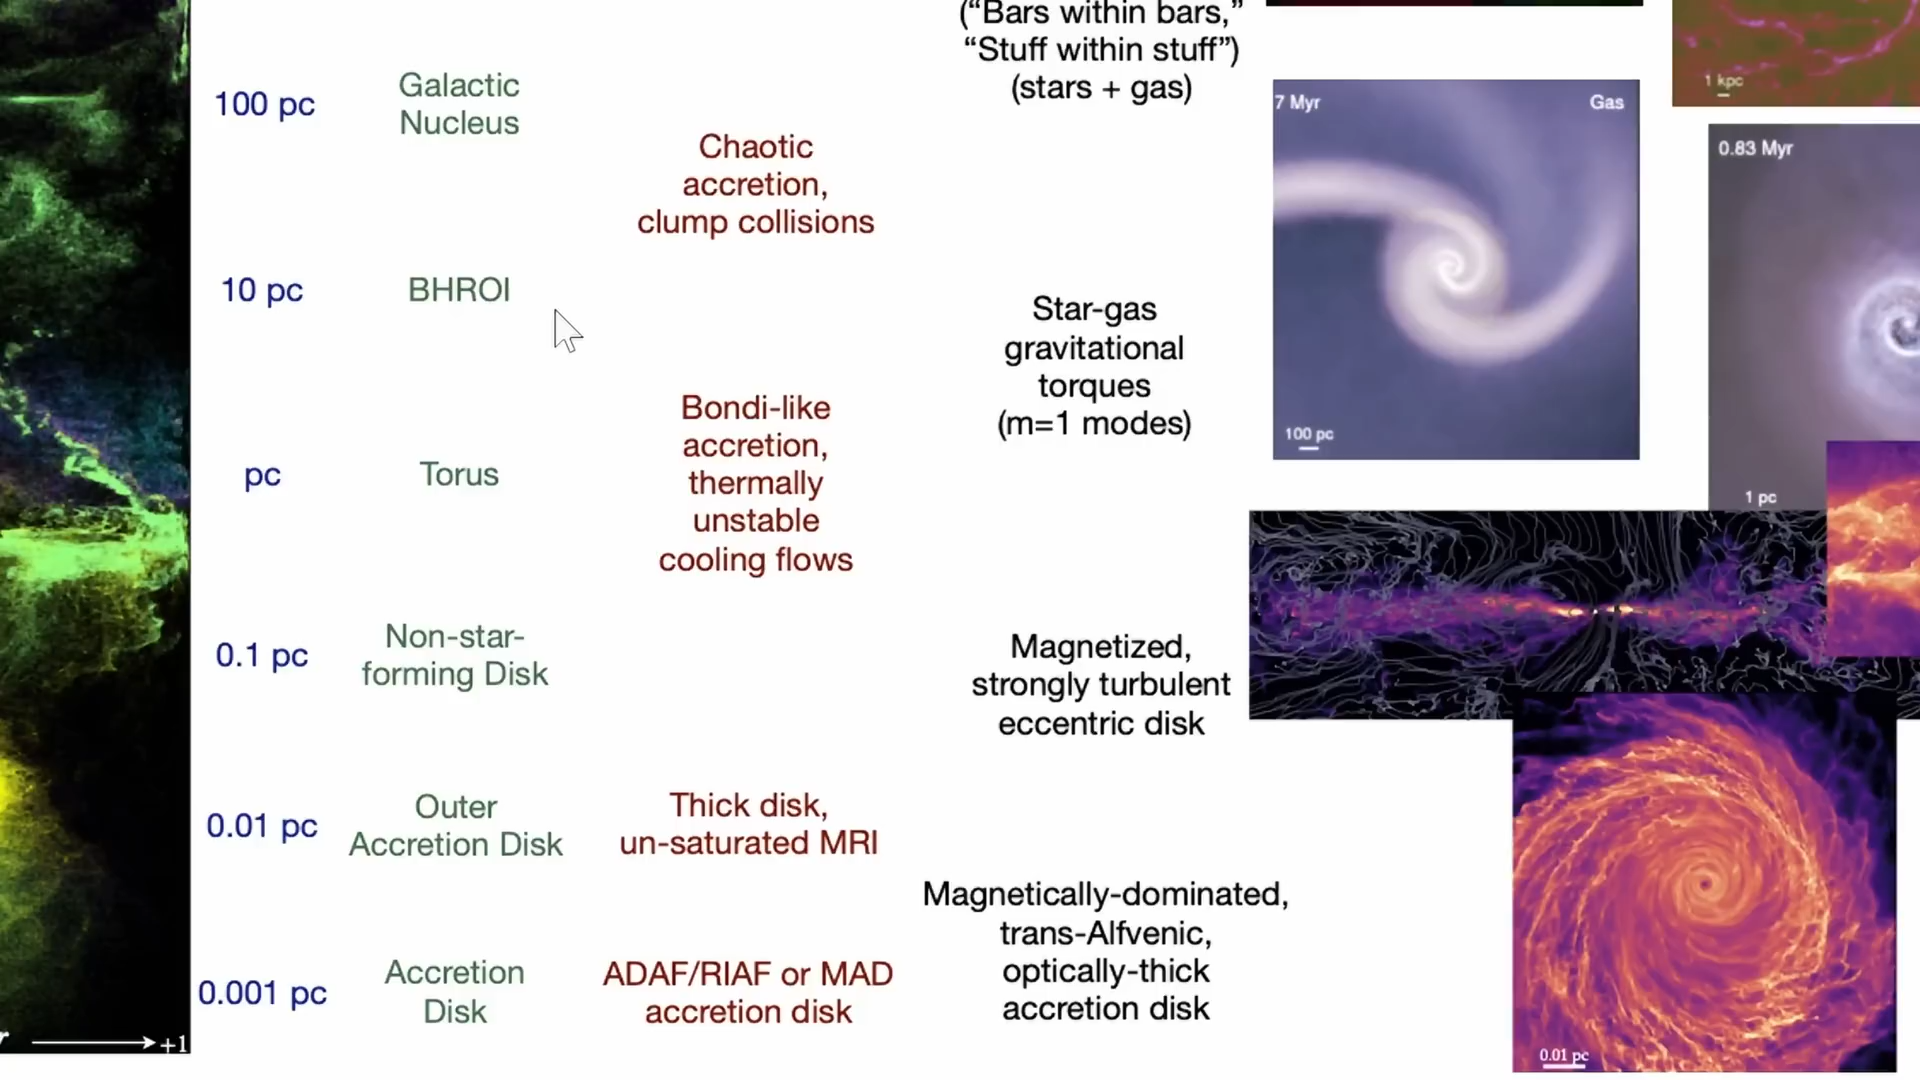 (“Bars within bars,”
“Stuff within stuff”)
(stars + gas)
100 pc
Galactic
Nucleus
Chaotic
accretion,
clump collisions
10 pc
BHROI
Star-gas
gravitational
torques
(m=1 modes)
Bondi-like
accretion,
thermally
unstable
cooling flows
pc
Torus
0.1 pc
Non-star-
forming Disk
Magnetized,
strongly turbulent
eccentric disk
0.01 pc
Outer
Accretion Disk
Thick disk,
un-saturated MRI
0.001 pc
Accretion
Disk
ADAF/RIAF or MAD
accretion disk
Magnetically-dominated,
trans-Alfvenic,
optically-thick
accretion disk
7 Myr
Gas
100 pc
1 kpc
0.83 Myr
1 pc
0.01 pc
+1